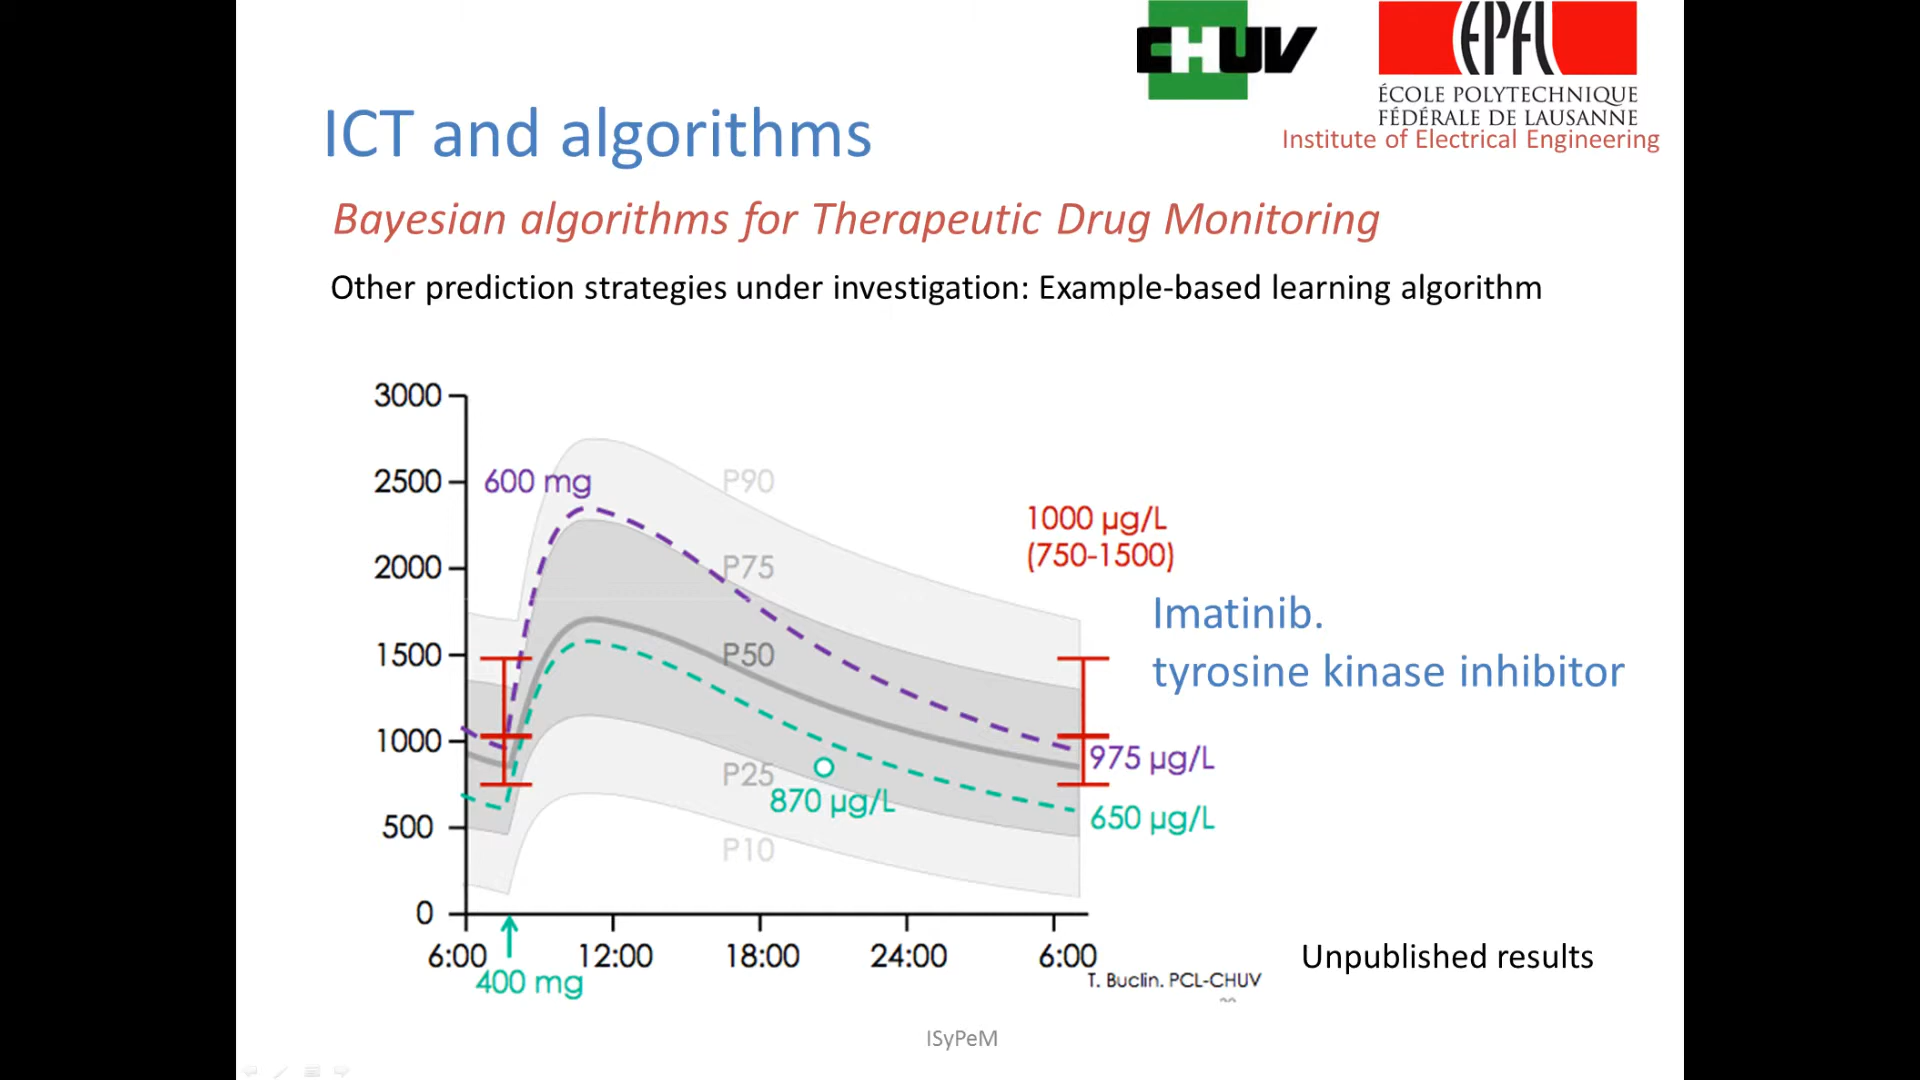 CHUV
EPFL
ÉCOLE POLYTECHNIQUE
FÉDÉRALE DE LAUSANNE
Institute of Electrical Engineering
ICT and algorithms
Bayesian algorithms for Therapeutic Drug Monitoring
Other prediction strategies under investigation: Example-based learning algorithm
3000
2500
2000
1500
1000
500
0
600 mg
P90
P75
P50
P25
P10
870 µg/L
1000 µg/L
(750-1500)
Imatinib.
tyrosine kinase inhibitor
975 µg/L
650 µg/L
6:00
12:00
18:00
24:00
6:00
400 mg
T. Buclin. PCL-CHUV
Unpublished results
ISyPeM